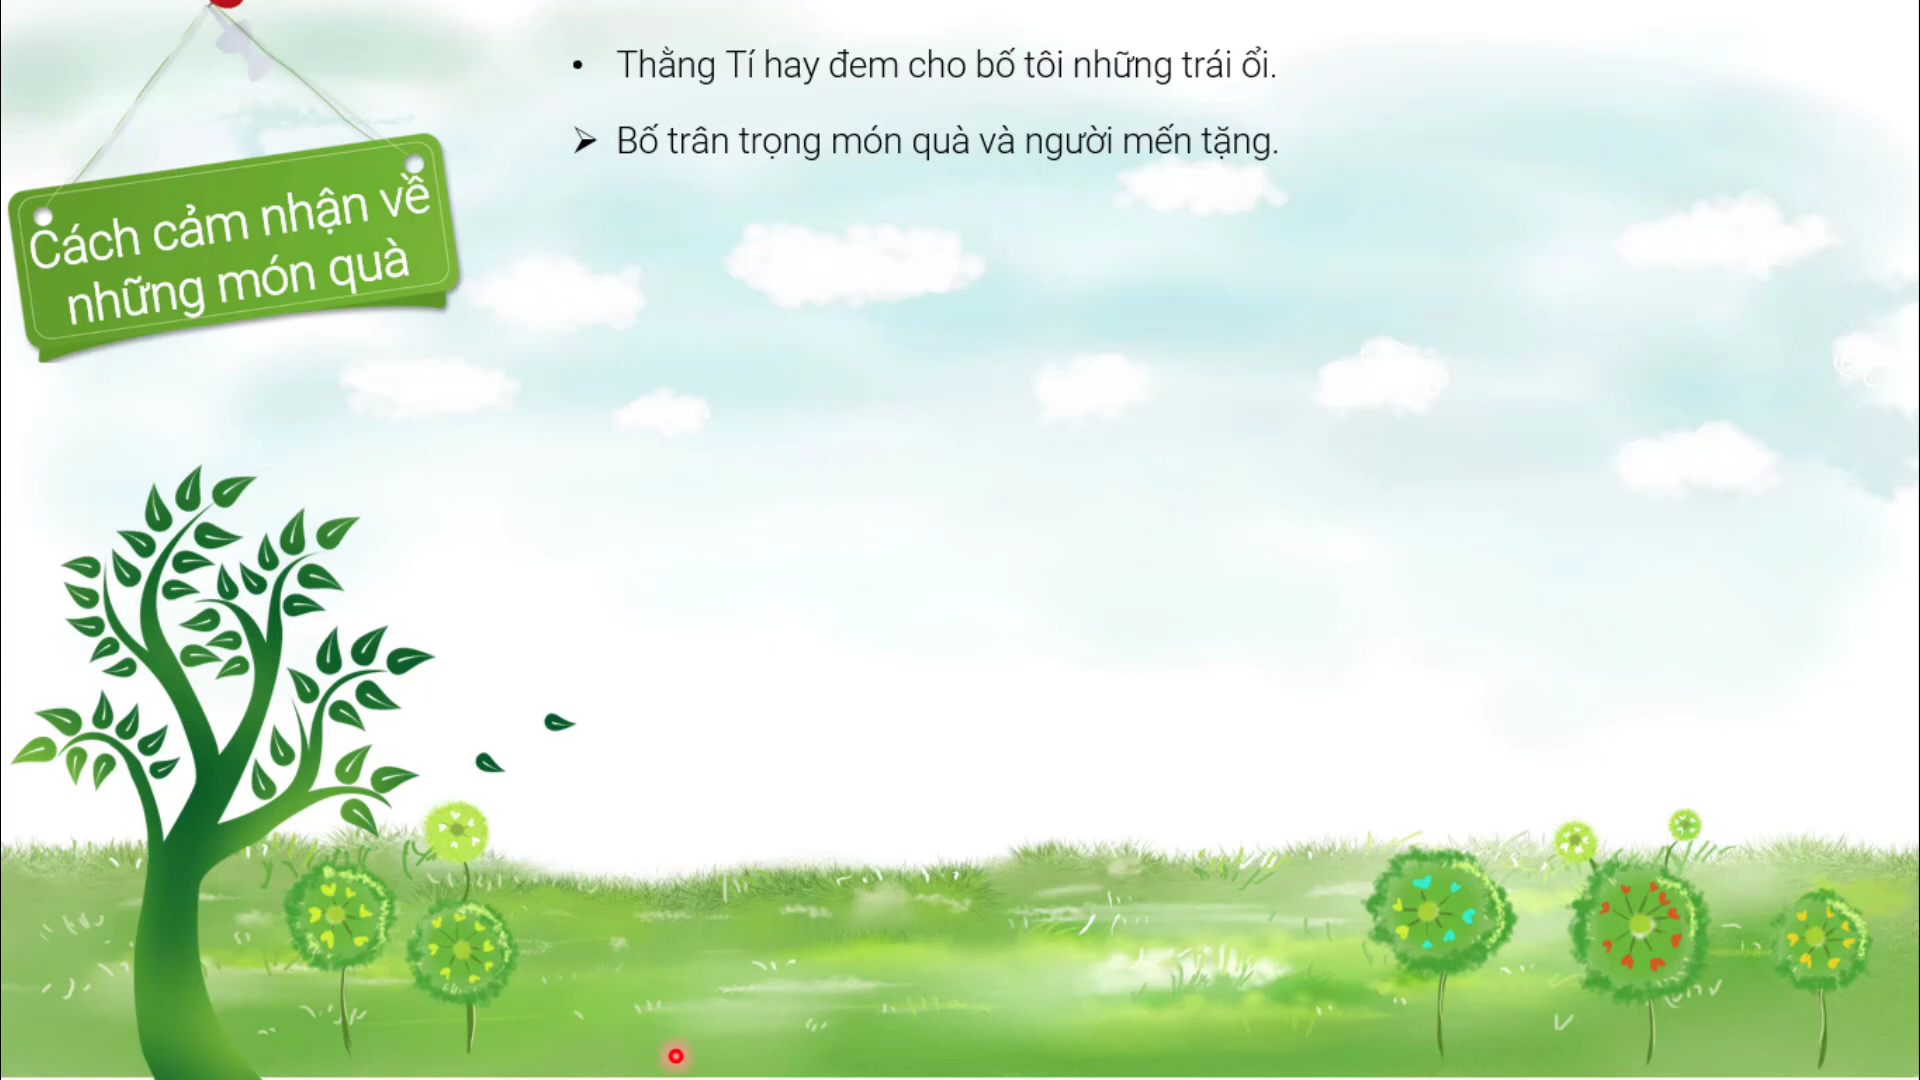 Cách cảm nhận về
những món quà
• Thằng Tí hay đem cho bố tôi những trái ổi.
➢ Bố trân trọng món quà và người mến tặng.